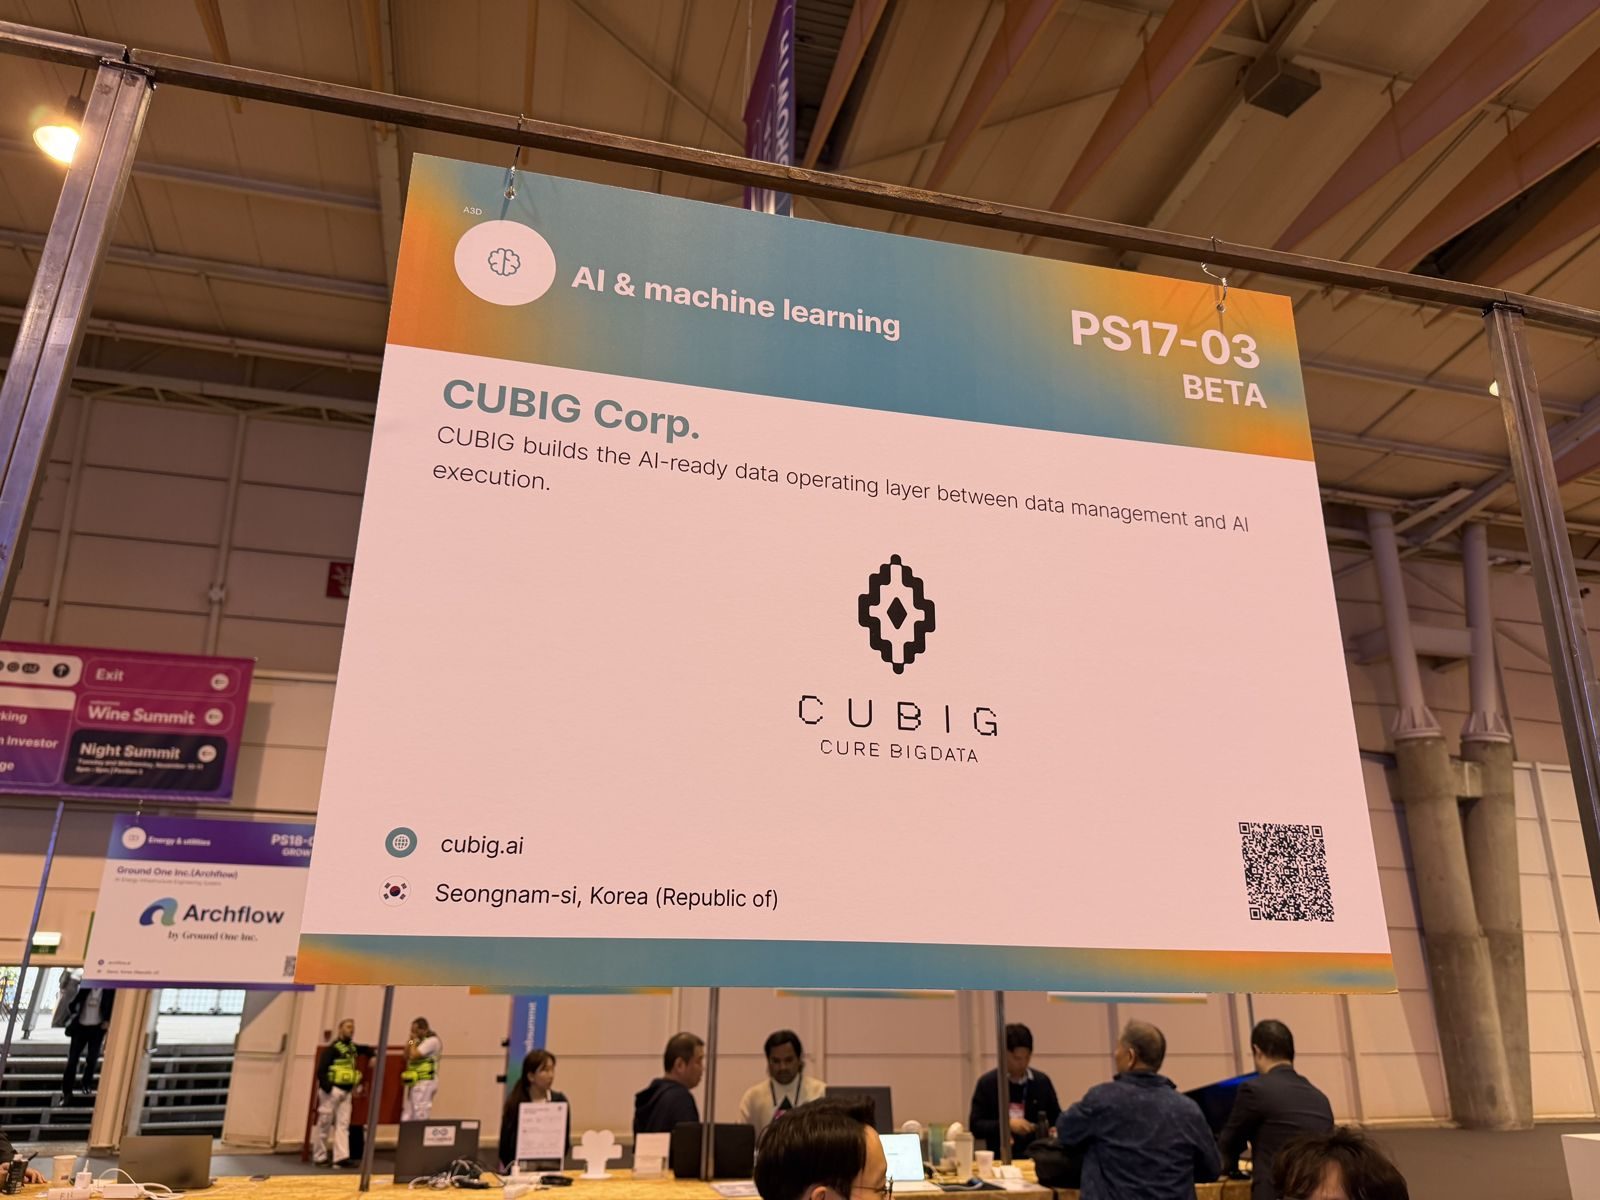 A3D
AI & machine learning
PS17-03
BETA
CUBIG Corp.
CUBIG builds the AI-ready data operating layer between data management and AI
execution.
CUBIG
CURE BIGDATA
cubig.ai
Seongnam-si, Korea (Republic of)
Exit
Wine Summit
Investor
Night Summit
Energy & utilities
PS18-
Ground One Inc.(Archflow)
Archflow
by Ground One Inc.